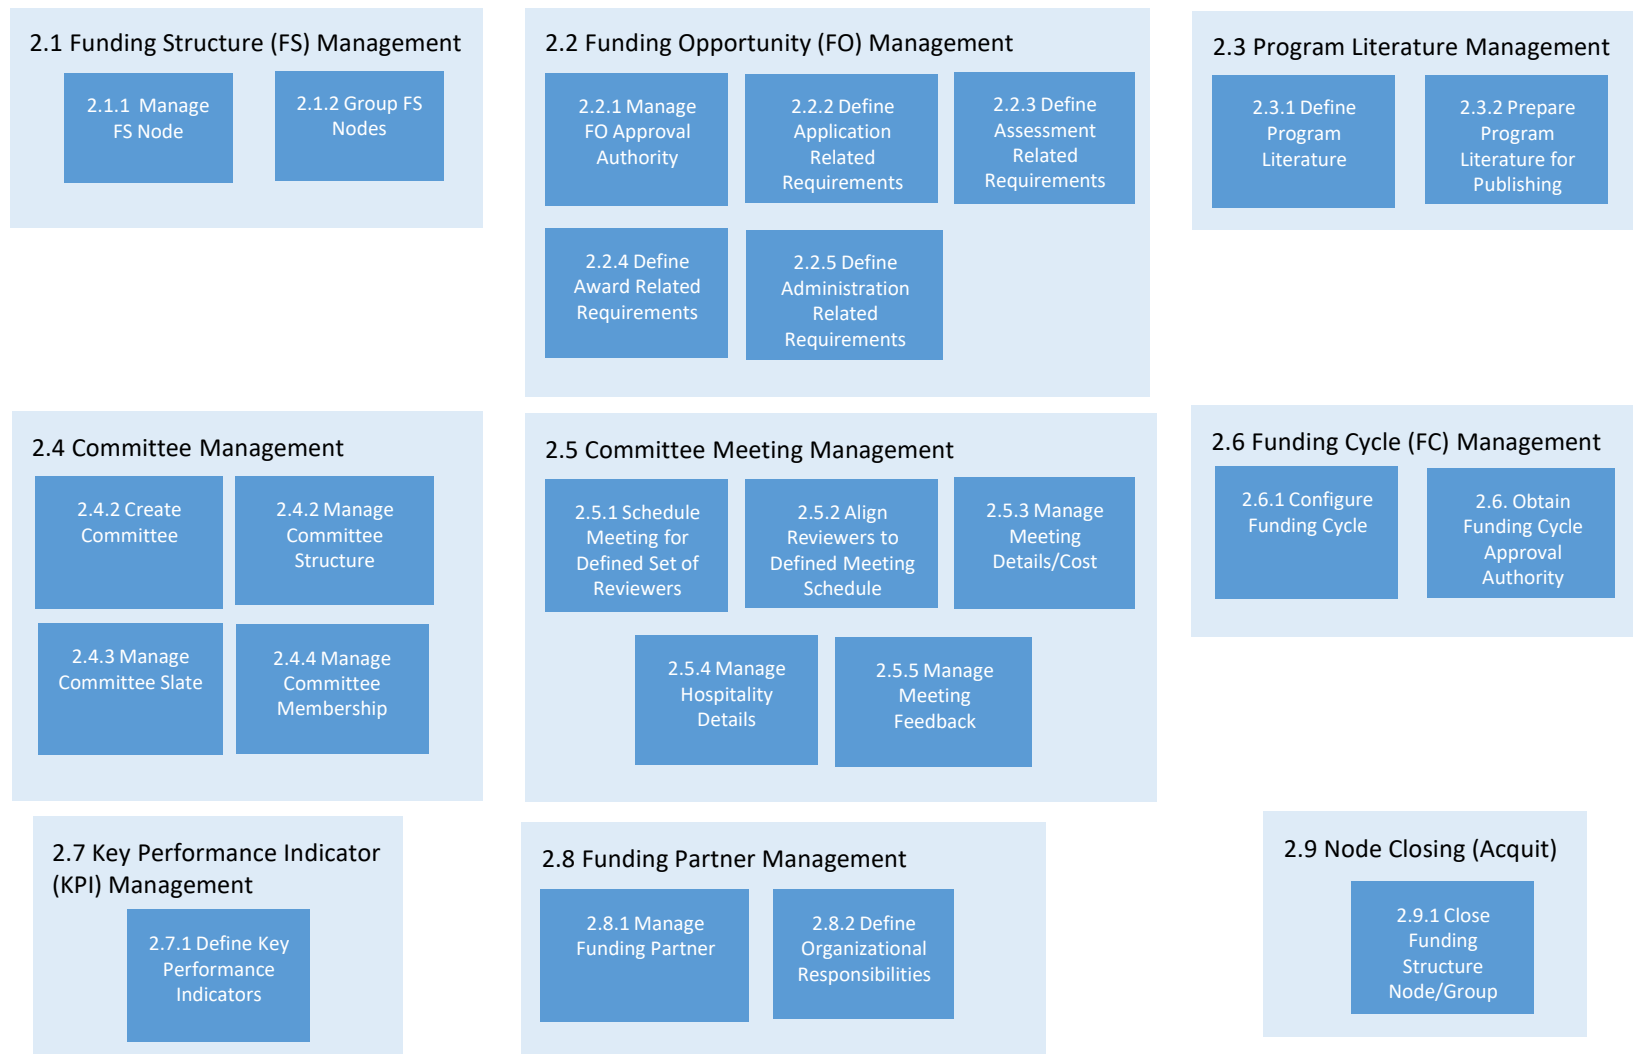 2.1 Funding Structure (FS) Management
2.1.1 Manage
FS Node
2.1.2 Group FS
Nodes
2.2 Funding Opportunity (FO) Management
2.2.1 Manage
FO Approval
Authority
2.2.2 Define
Application
Related
Requirements
2.2.3 Define
Assessment
Related
Requirements
2.2.4 Define
Award Related
Requirements
2.2.5 Define
Administration
Related
Requirements
2.3 Program Literature Management
2.3.1 Define
Program
Literature
2.3.2 Prepare
Program
Literature for
Publishing
2.4 Committee Management
2.4.2 Create
Committee
2.4.2 Manage
Committee
Structure
2.4.3 Manage
Committee Slate
2.4.4 Manage
Committee
Membership
2.5 Committee Meeting Management
2.5.1 Schedule
Meeting for
Defined Set of
Reviewers
2.5.2 Align
Reviewers to
Defined Meeting
Schedule
2.5.3 Manage
Meeting
Details/Cost
2.5.4 Manage
Hospitality
Details
2.5.5 Manage
Meeting
Feedback
2.6 Funding Cycle (FC) Management
2.6.1 Configure
Funding Cycle
2.6. Obtain
Funding Cycle
Approval
Authority
2.7 Key Performance Indicator
(KPI) Management
2.7.1 Define Key
Performance
Indicators
2.8 Funding Partner Management
2.8.1 Manage
Funding Partner
2.8.2 Define
Organizational
Responsibilities
2.9 Node Closing (Acquit)
2.9.1 Close
Funding
Structure
Node/Group